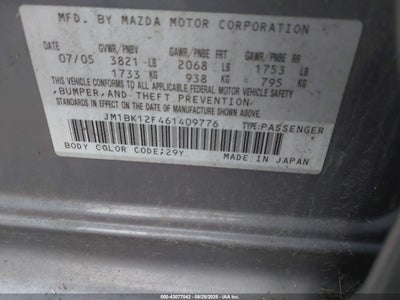 MFD. BY MAZDA MOTOR CORPORATION
DATE GVWR/PNBV GAWR/PNBE FRT GAWR/PNBE RR
07/05 3821 LB 2068 LB 1753 LB
1733 KG 938 KG 795 KG
THIS VEHICLE CONFORMS TO ALL APPLICABLE FEDERAL MOTOR VEHICLE SAFETY,
BUMPER, AND THEFT PREVENTION
STANDARDS IN EFFECT ON THE DATE OF MANUFACTURE SHOWN ABOVE.
JM1BK12F461409776 TYPE:PASSENGER
BODY COLOR CODE:29Y MADE IN JAPAN
000-43077042 - 08/28/2025 - IAA, Inc.